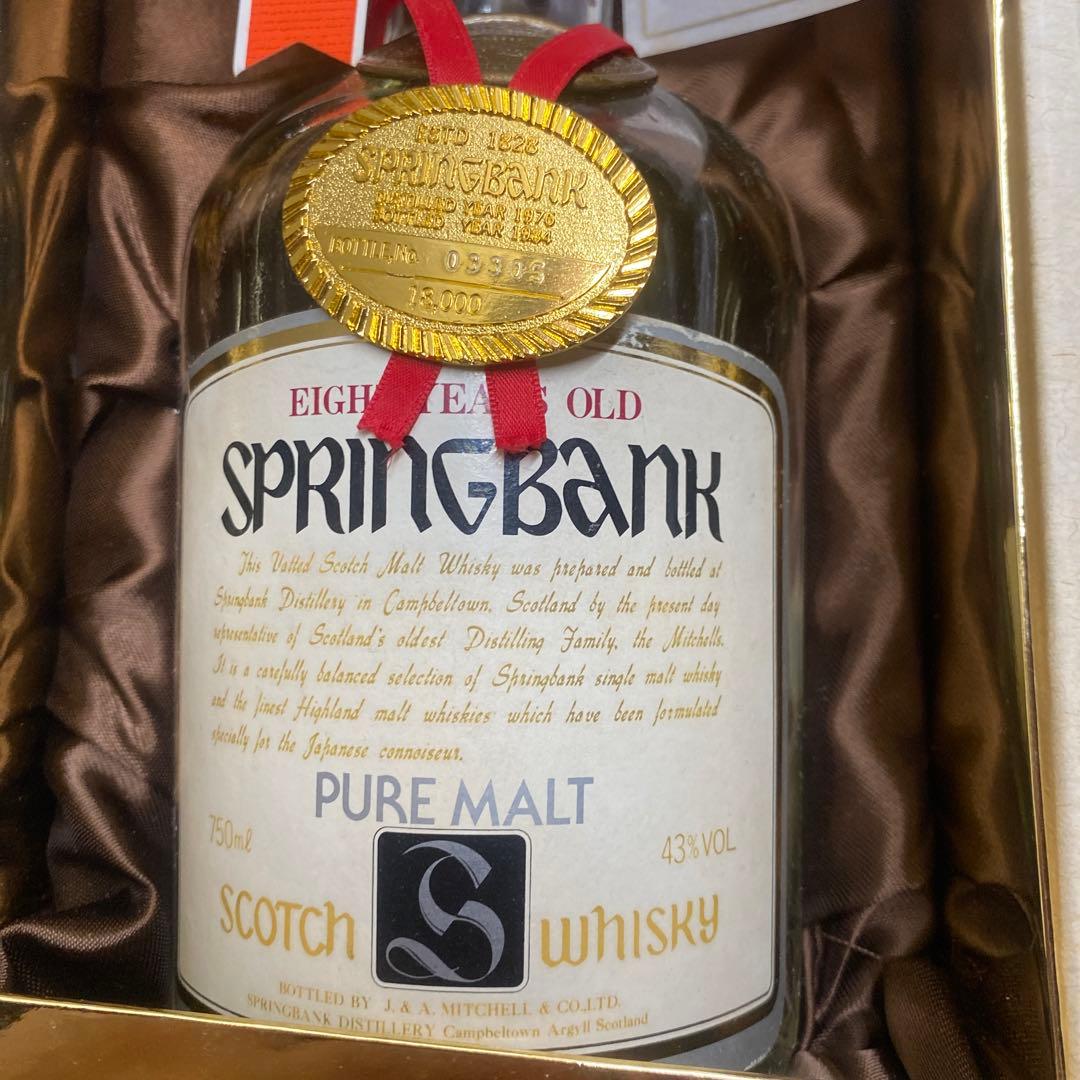 ESTD 1828
SPRINGBANK
DISTILLED YEAR 1976
BOTTLED YEAR 1984
BOTTLE No. 03306
18,000
EIGHT YEARS OLD
SPRINGBANK
This Vatted Scotch Malt Whisky was prepared and bottled at
Springbank Distillery in Campbeltown, Scotland by the present day
representative of Scotland's oldest Distilling Family, the Mitchells.
It is a carefully balanced selection of Springbank single malt whisky
and the finest Highland malt whiskies which have been formulated
specially for the Japanese connoiseur.
PURE MALT
750ml
43%VOL
SCOTCH S WHISKY
BOTTLED BY J. & A. MITCHELL & CO.,LTD.
SPRINGBANK DISTILLERY Campbeltown Argyll Scotland